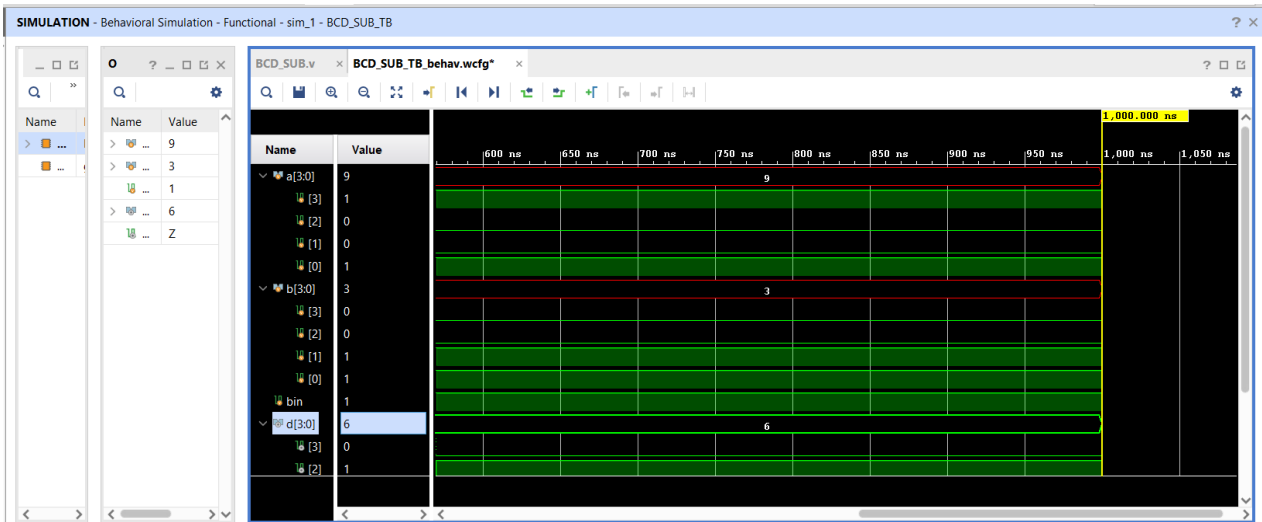 SIMULATION - Behavioral Simulation - Functional - sim_1 - BCD_SUB_TB ? ×
O ? _
BCD_SUB.v × BCD_SUB_TB_behav.wcfg* × ?
»
Name
...
...
Name Value
... 9
... 3
... 1
... 6
... Z
1,000.000 ns
Name Value
600 ns 650 ns 700 ns 750 ns 800 ns 850 ns 900 ns 950 ns 1,000 ns 1,050 ns
a[3:0] 9 9
[3] 1
[2] 0
[1] 0
[0] 1
b[3:0] 3 3
[3] 0
[2] 0
[1] 1
[0] 1
bin 1
d[3:0] 6 6
[3] 0
[2] 1